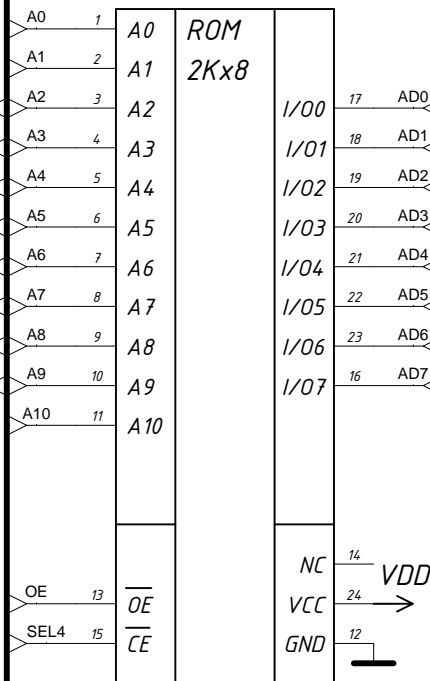 A0 1 A0 ROM
A1 2 A1 2Kx8
A2 3 A2 I/O0 17 AD0
A3 4 A3 I/O1 18 AD1
A4 5 A4 I/O2 19 AD2
A5 6 A5 I/O3 20 AD3
A6 7 A6 I/O4 21 AD4
A7 8 A7 I/O5 22 AD5
A8 9 A8 I/O6 23 AD6
A9 10 A9 I/O7 16 AD7
A10 11 A10
NC 14 VDD
OE 13 OE VCC 24
SEL4 15 CE GND 12